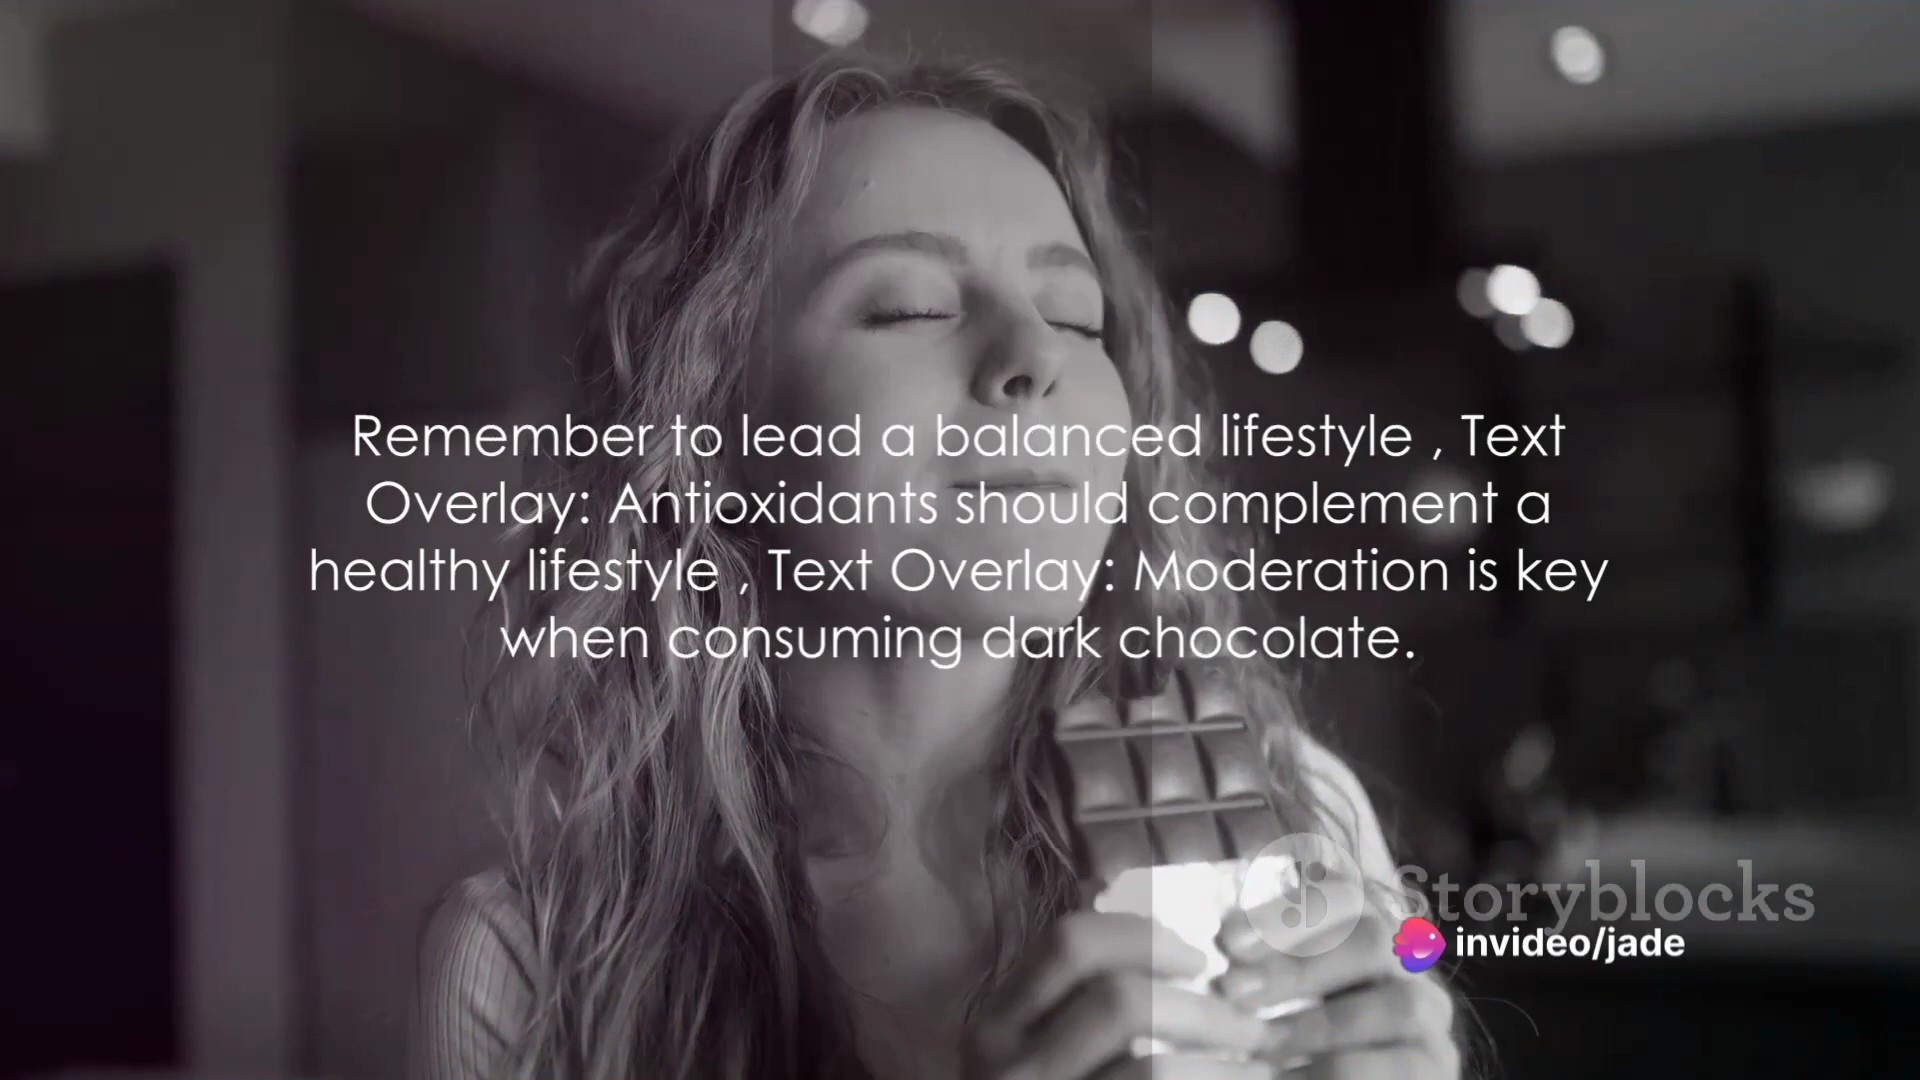 Remember to lead a balanced lifestyle , Text
Overlay: Antioxidants should complement a
healthy lifestyle , Text Overlay: Moderation is key
when consuming dark chocolate.
Storyblocks
invideo/jade